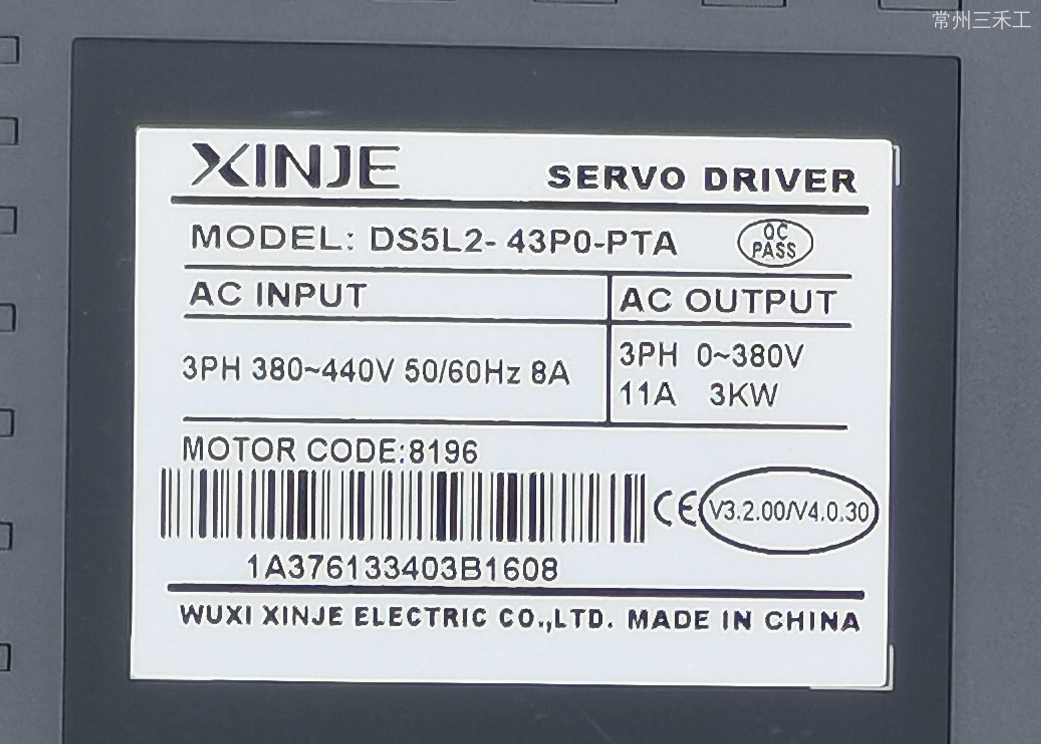 常州三禾工
XINJE
SERVO DRIVER
MODEL: DS5L2- 43P0-PTA
QC
PASS
AC INPUT
AC OUTPUT
3PH 380~440V 50/60Hz 8A
3PH 0~380V
11A 3KW
MOTOR CODE:8196
CE
V3.2.00/V4.0.30
1A376133403B1608
WUXI XINJE ELECTRIC CO.,LTD. MADE IN CHINA